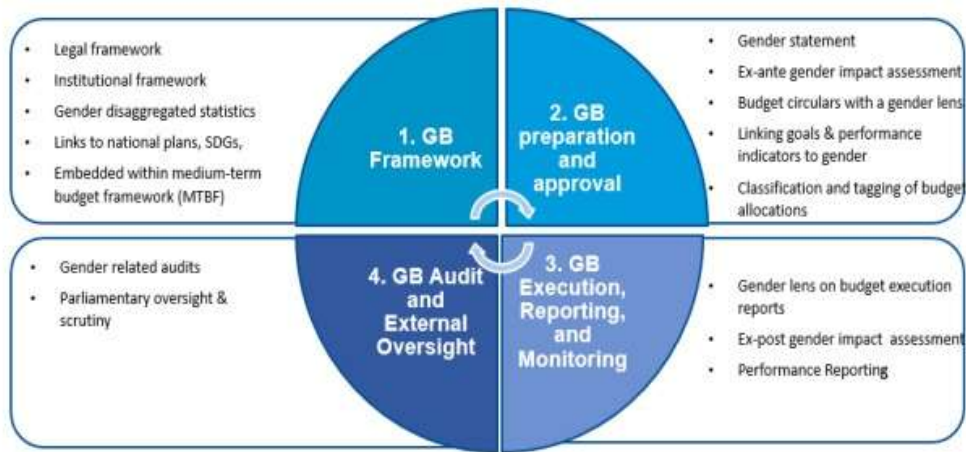 • Legal framework
• Institutional framework
• Gender disaggregated statistics
• Links to national plans, SDGs,
• Embedded within medium-term
budget framework (MTBF)
1. GB
Framework
2. GB
preparation
and
approval
• Gender statement
• Ex-ante gender impact assessment
• Budget circulars with a gender lens
• Linking goals & performance
indicators to gender
• Classification and tagging of budget
allocations
• Gender related audits
• Parliamentary oversight &
scrutiny
4. GB Audit
and
External
Oversight
3. GB
Execution,
Reporting,
and
Monitoring
• Gender lens on budget execution
reports
• Ex-post gender impact assessment
• Performance Reporting